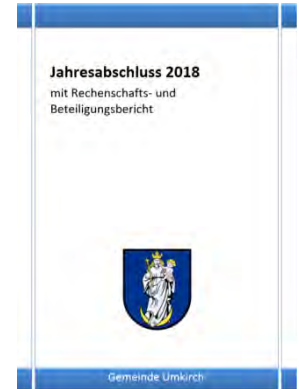 Jahresabschluss 2018
mit Rechenschafts- und
Beteiligungsbericht
Gemeinde Umkirch